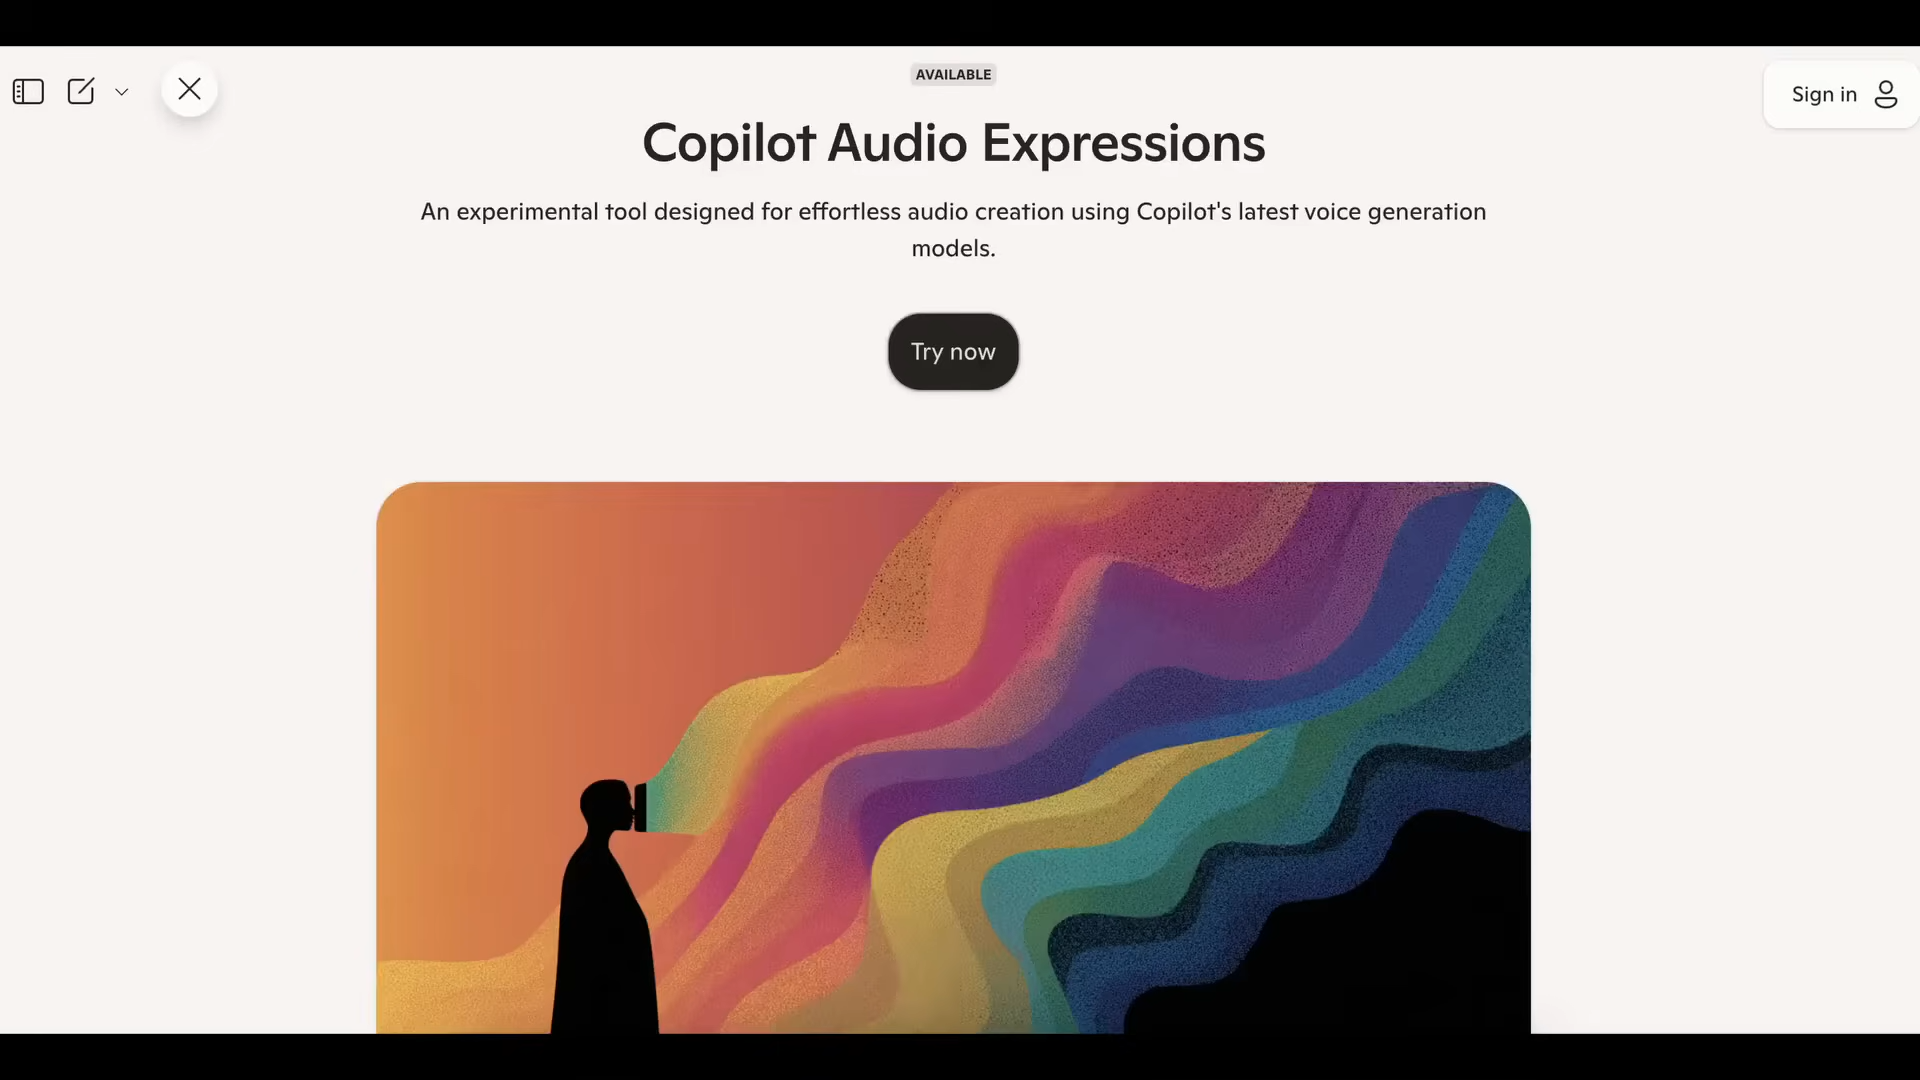 AVAILABLE
Sign in
Copilot Audio Expressions
An experimental tool designed for effortless audio creation using Copilot's latest voice generation
models.
Try now